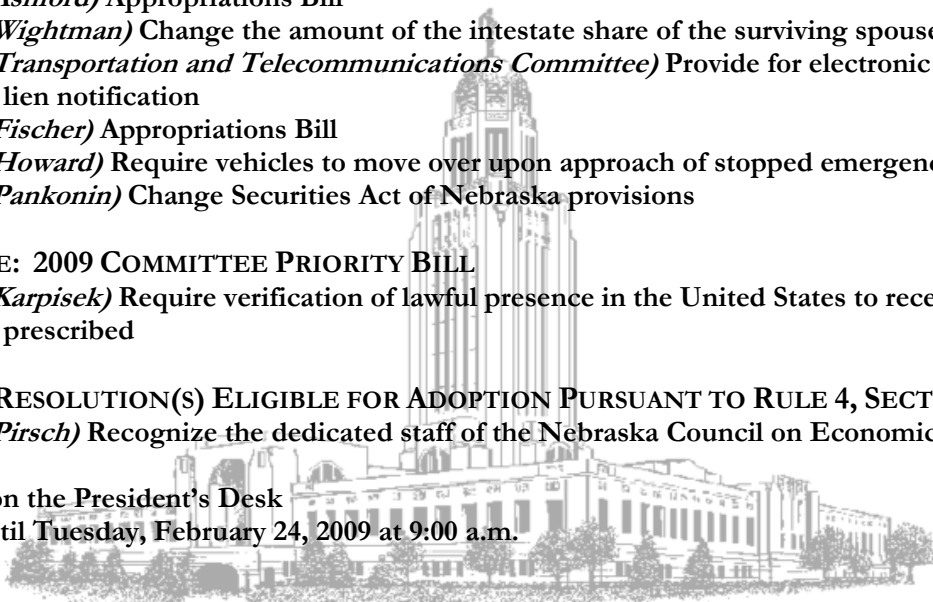 Ashford) Appropriations Bill
Wightman) Change the amount of the intestate share of the surviving spouse
Transportation and Telecommunications Committee) Provide for electronic
lien notification
Fischer) Appropriations Bill
Howard) Require vehicles to move over upon approach of stopped
Pankonin) Change Securities Act of Nebraska provisions
E: 2009 COMMITTEE PRIORITY BILL
Karpisek) Require verification of lawful presence in the United States to
prescribed
RESOLUTION(S) ELIGIBLE FOR ADOPTION PURSUANT TO RULE 4,
Pirsch) Recognize the dedicated staff of the Nebraska Council on Economic
on the President's Desk
til Tuesday, February 24, 2009 at 9:00 a.m.